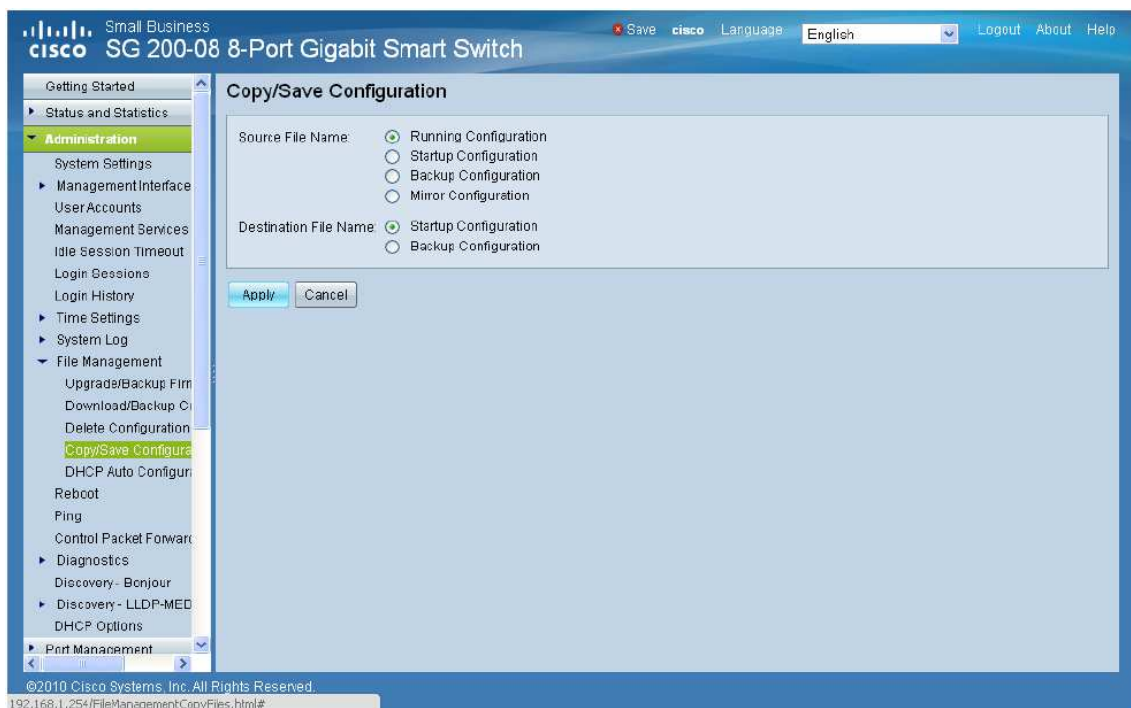 Small Business
cisco SG 200-08 8-Port Gigabit Smart Switch
Save cisco Language English Logout About Help
Getting Started
Status and Statistics
Administration
System Settings
Management Interface
User Accounts
Management Services
Idle Session Timeout
Login Sessions
Login History
Time Settings
System Log
File Management
Upgrade/Backup Firm
Download/Backup C
Delete Configuration
Copy/Save Configura
DHCP Auto Configur
Reboot
Ping
Control Packet Forward
Diagnostics
Discovery - Bonjour
Discovery - LLDP-MED
DHCP Options
Port Management
Copy/Save Configuration
Source File Name: Running Configuration
Startup Configuration
Backup Configuration
Mirror Configuration
Destination File Name: Startup Configuration
Backup Configuration
Apply Cancel
©2010 Cisco Systems, Inc. All Rights Reserved.
192.168.1.254/FileManagementCopyFiles.html#